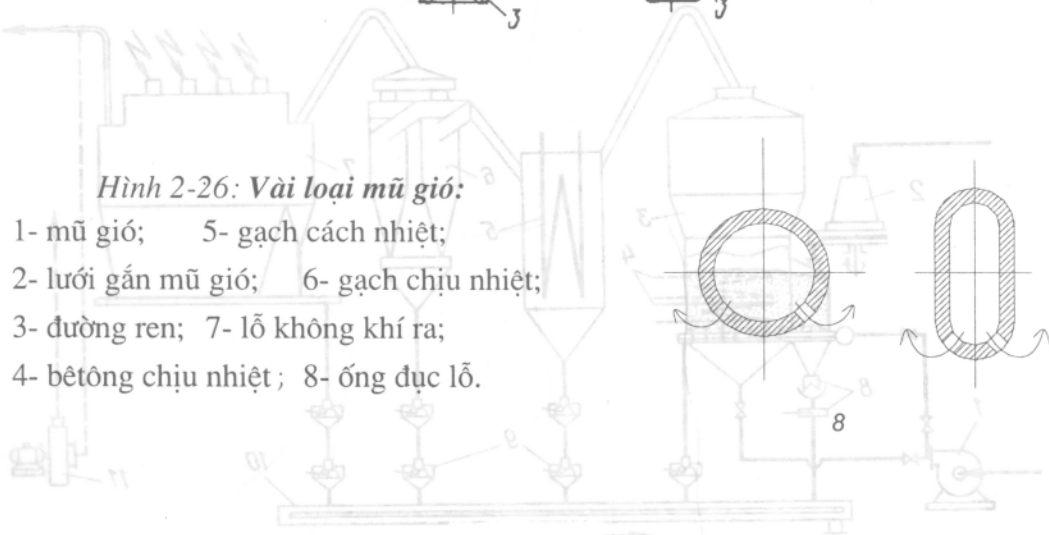 3 3
Hình 2-26: Vài loại mũ gió:
1- mũ gió; 5- gạch cách nhiệt;
2- lưới gắn mũ gió; 6- gạch chịu nhiệt;
3- đường ren; 7- lỗ không khí ra;
4- bêtông chịu nhiệt; 8- ống đục lỗ.
8